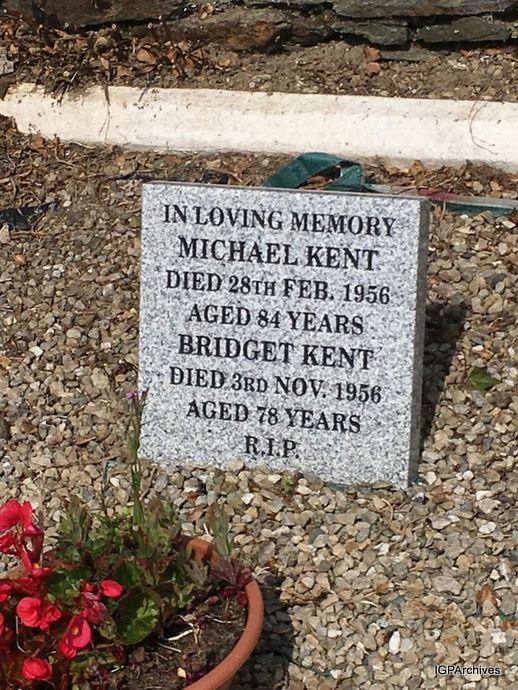 IN LOVING MEMORY
MICHAEL KENT
DIED 28TH FEB. 1956
AGED 84 YEARS
BRIDGET KENT
DIED 3RD NOV. 1956
AGED 78 YEARS
R.I.P.
IGPArchives